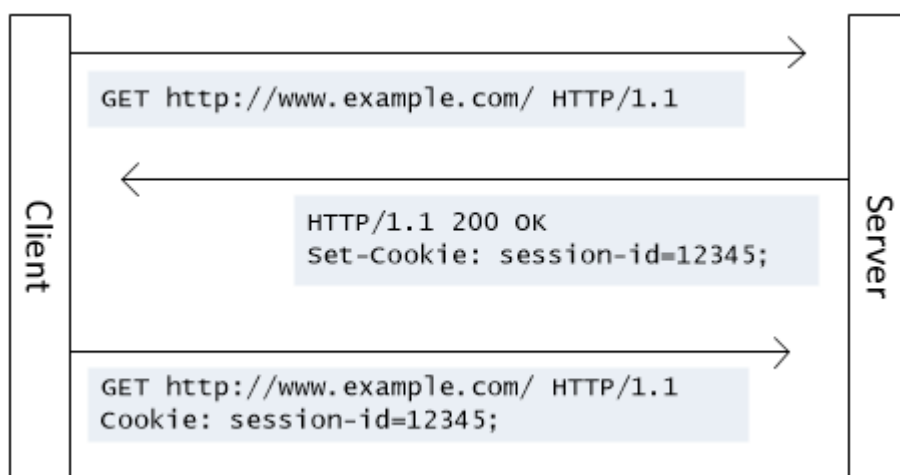 GET http://www.example.com/ HTTP/1.1
HTTP/1.1 200 OK
Set-Cookie: session-id=12345;
Client
Server
GET http://www.example.com/ HTTP/1.1
Cookie: session-id=12345;